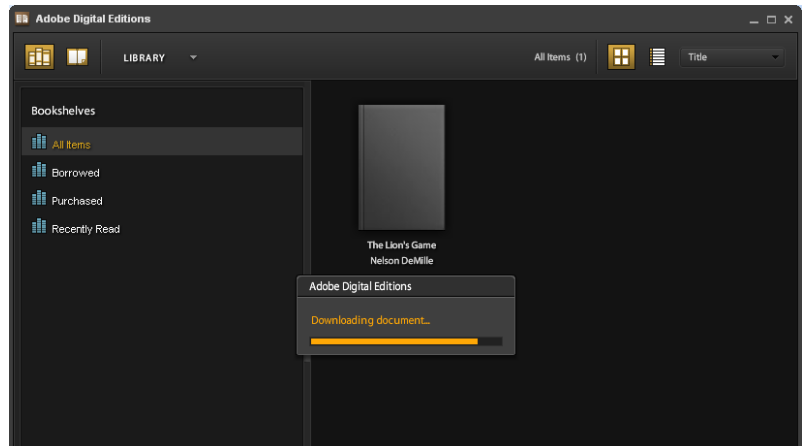 Adobe Digital Editions
LIBRARY
All Items (1)
Title
Bookshelves
All Items
Borrowed
Purchased
Recently Read
The Lion's Game
Nelson DeMille
Adobe Digital Editions
Downloading document...